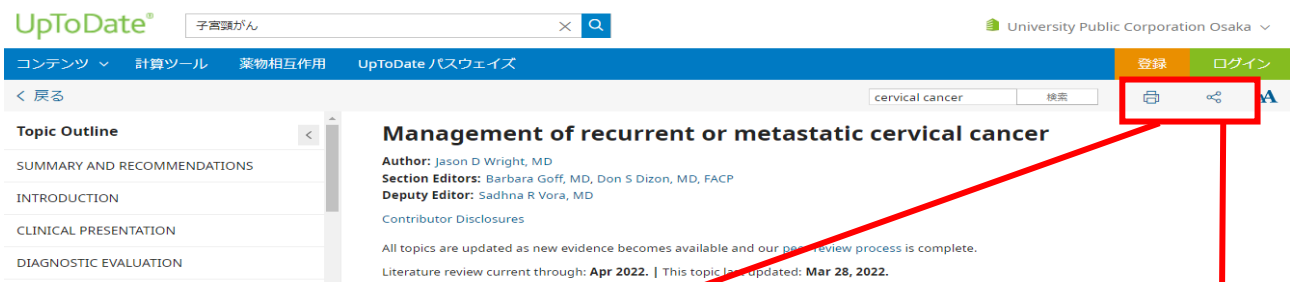 UpToDate®
子宮頸がん
University Public Corporation Osaka
コンテンツ 計算ツール 薬物相互作用 UpToDate パスウェイズ 登録 ログイン
< 戻る
cervical cancer 検索
AA
Topic Outline
SUMMARY AND RECOMMENDATIONS
INTRODUCTION
CLINICAL PRESENTATION
DIAGNOSTIC EVALUATION
Management of recurrent or metastatic cervical cancer
Author: Jason D Wright, MD
Section Editors: Barbara Goff, MD, Don S Dizon, MD, FACP
Deputy Editor: Sadhna R Vora, MD
Contributor Disclosures
All topics are updated as new evidence becomes available and our peer review process is complete.
Literature review current through: Apr 2022. | This topic last updated: Mar 28, 2022.